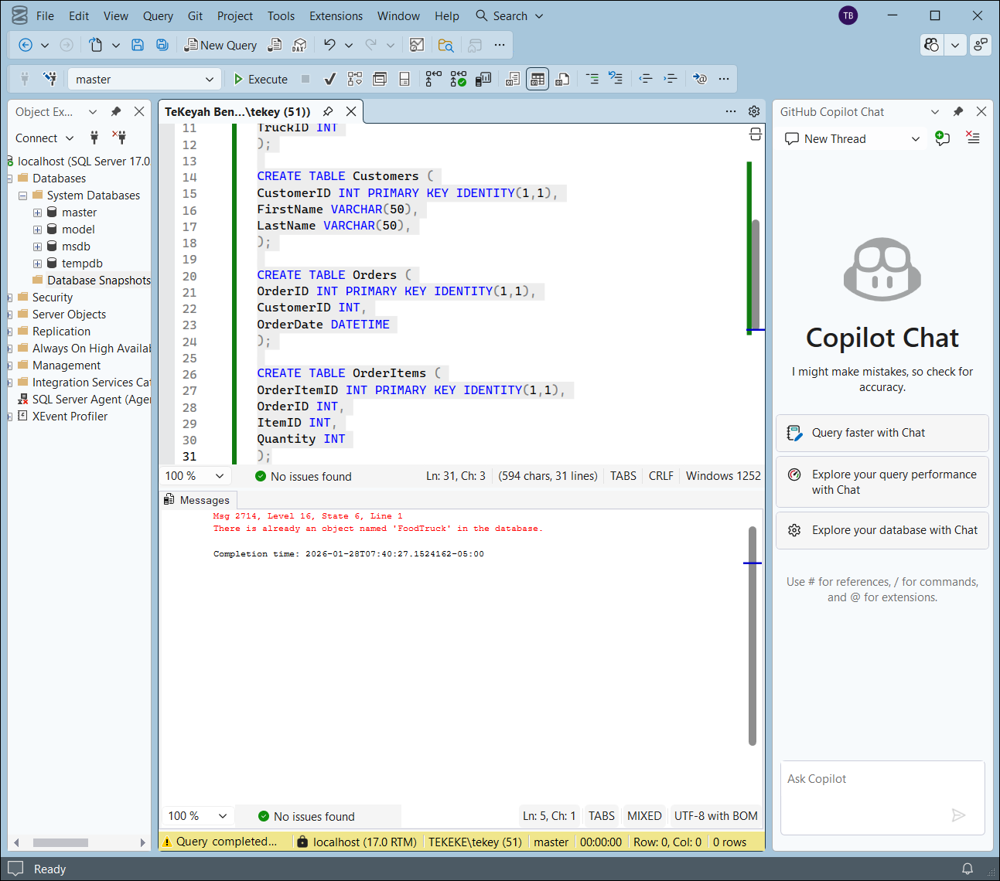 File Edit View Query Git Project Tools Extensions Window Help Search TB
New Query DAX
master Execute
Object Ex...
Connect
localhost (SQL Server 17.0
Databases
System Databases
master
model
msdb
tempdb
Database Snapshots
Security
Server Objects
Replication
Always On High Availab
Management
Integration Services Cat
SQL Server Agent (Agen
XEvent Profiler
TeKeyah Ben...\tekey (51))
11 TruckID INT
12 );
13
14 CREATE TABLE Customers (
15 CustomerID INT PRIMARY KEY IDENTITY(1,1),
16 FirstName VARCHAR(50),
17 LastName VARCHAR(50),
18 );
19
20 CREATE TABLE Orders (
21 OrderID INT PRIMARY KEY IDENTITY(1,1),
22 CustomerID INT,
23 OrderDate DATETIME
24 );
25
26 CREATE TABLE OrderItems (
27 OrderItemID INT PRIMARY KEY IDENTITY(1,1),
28 OrderID INT,
29 ItemID INT,
30 Quantity INT
31 );
100 % No issues found Ln: 31, Ch: 3 (594 chars, 31 lines) TABS CRLF Windows 1252
Messages
Msg 2714, Level 16, State 6, Line 1
There is already an object named 'FoodTruck' in the database.
Completion time: 2026-01-28T07:40:27.1524162-05:00
100 % No issues found Ln: 5, Ch: 1 TABS MIXED UTF-8 with BOM
Query completed... localhost (17.0 RTM) TEKEKE\tekey (51) master 00:00:00 Row: 0, Col: 0 0 rows
GitHub Copilot Chat
New Thread
Copilot Chat
I might make mistakes, so check for
accuracy.
Query faster with Chat
Explore your query performance
with Chat
Explore your database with Chat
Use # for references, / for commands,
and @ for extensions.
Ask Copilot
Ready